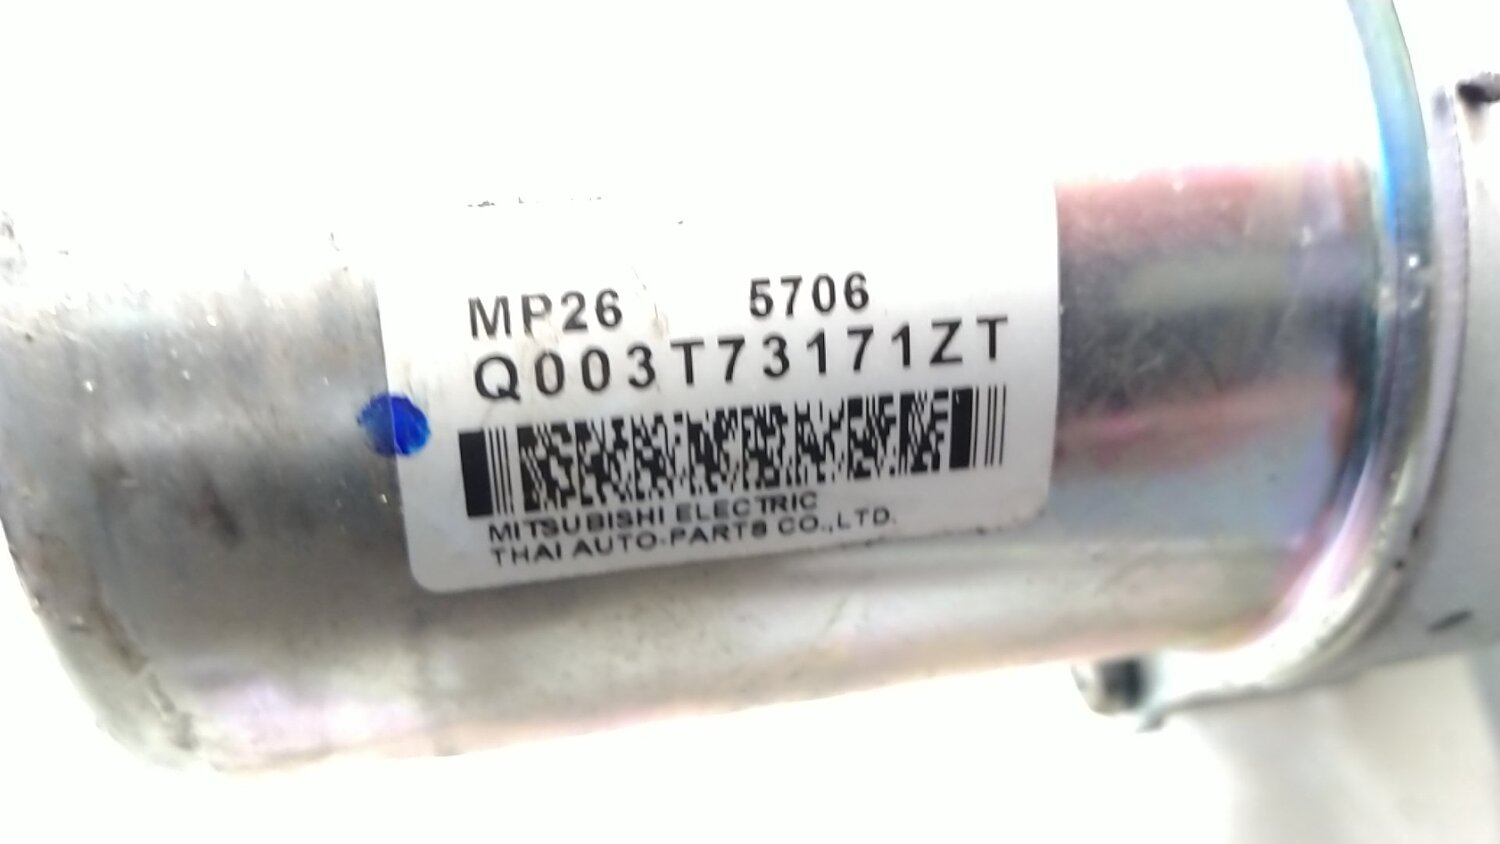 MP26 5706
Q003T73171ZT
MITSUBISHI ELECTRIC
THAI AUTO-PARTS CO.,LTD.